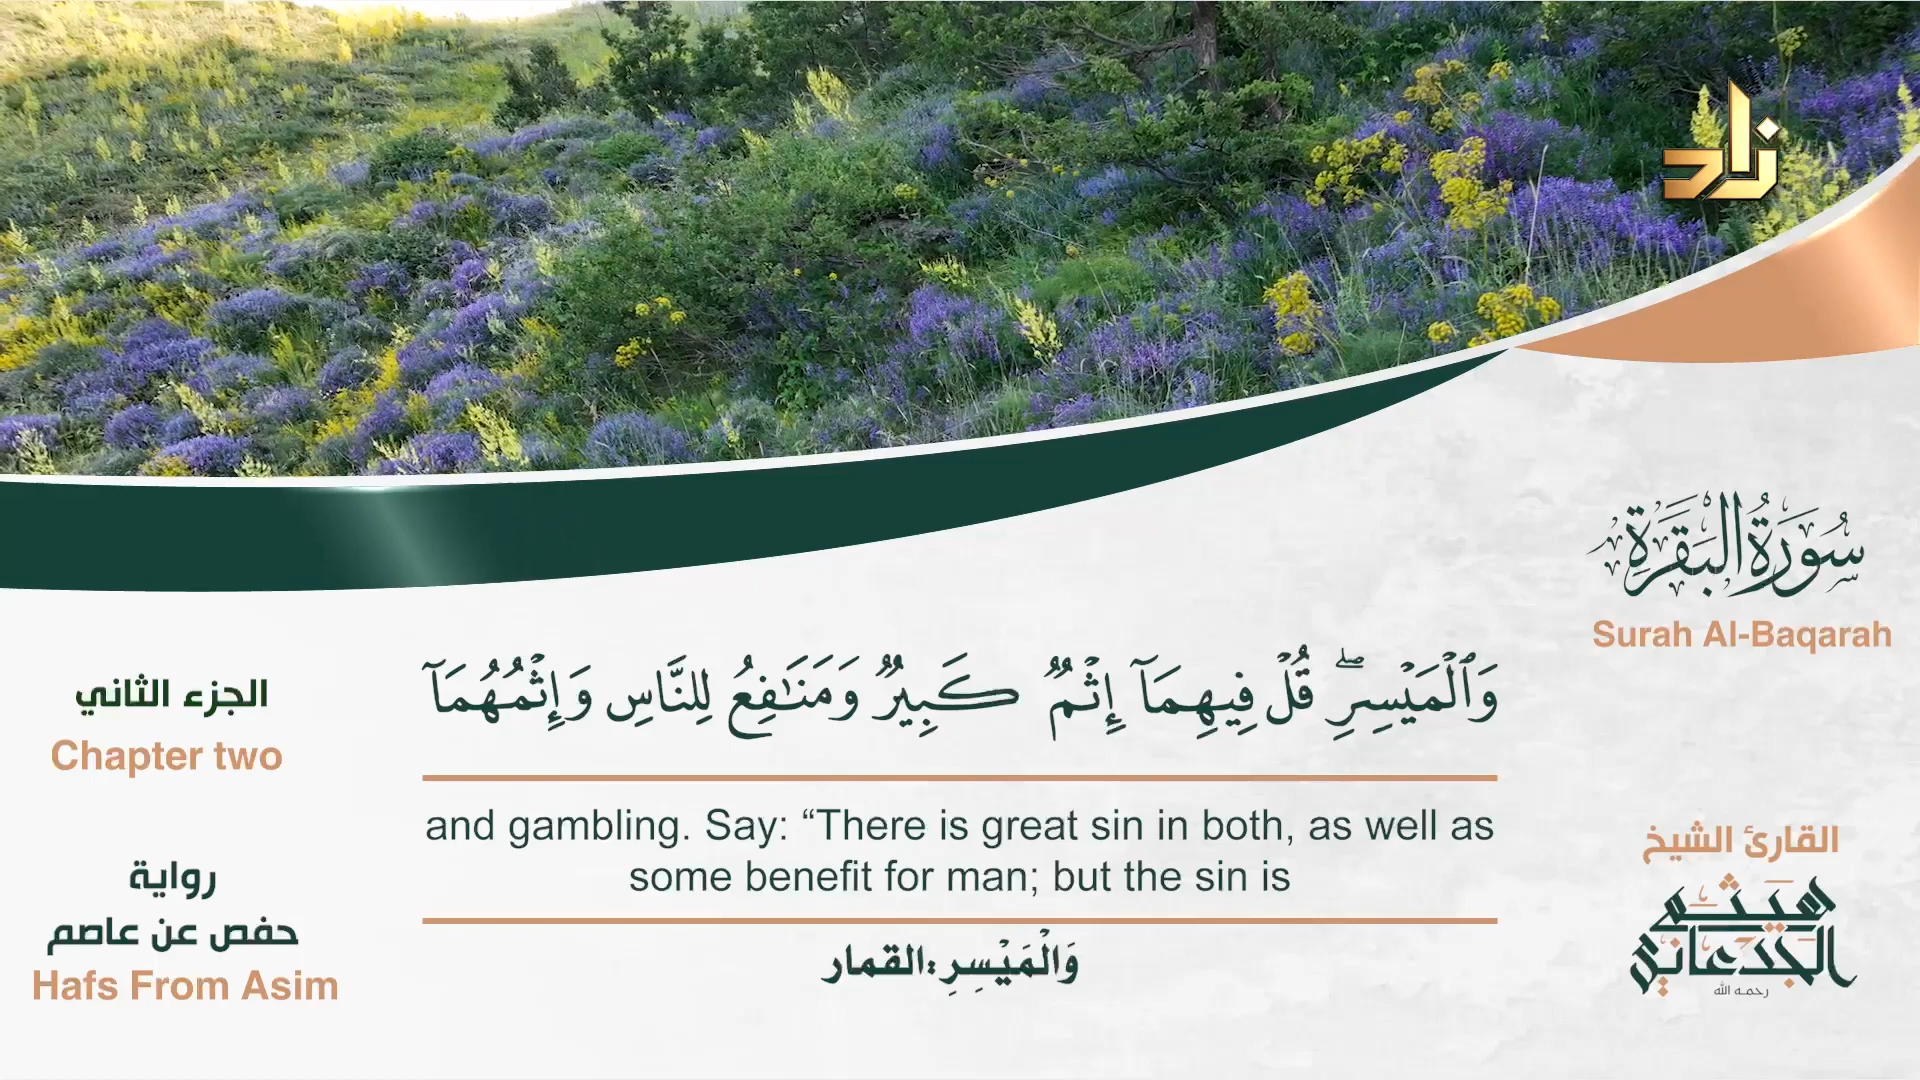 زاد
سُورَةُ البَقَرَةِ
Surah Al-Baqarah
الجزء الثاني
Chapter two
وَٱلْمَيْسِرِ ۖ قُلْ فِيهِمَآ إِثْمٌ كَبِيرٌ وَمَنَـٰفِعُ لِلنَّاسِ وَإِثْمُهُمَآ
and gambling. Say: “There is great sin in both, as well as
some benefit for man; but the sin is
وَالْمَيْسِرِ: القمار
رواية
حفص عن عاصم
Hafs From Asim
القارئ الشيخ
هيثم
الجدعاني
رحمه الله